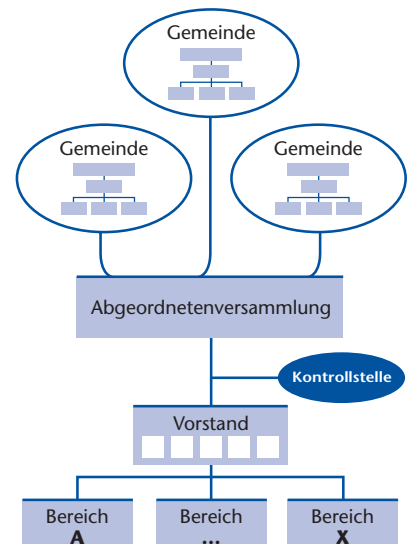 Gemeinde
Gemeinde
Gemeinde
Abgeordnetenversammlung
Kontrollstelle
Vorstand
Bereich
A
Bereich
...
Bereich
X